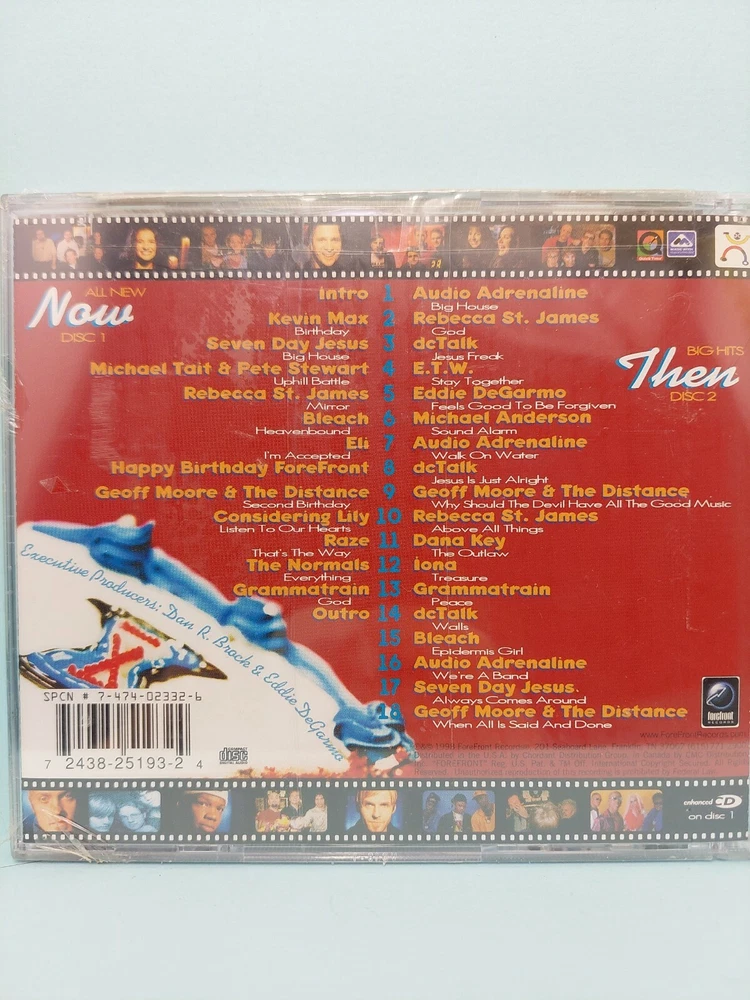 ALL NEW
Now
DISC 1
Intro
Kevin Max
Birthday
Seven Day Jesus
Big House
Michael Tait & Pete Stewart
Uphill Battle
Rebecca St. James
Mirror
Bleach
Heavenbound
Eli
I'm Accepted
Happy Birthday ForeFront
Geoff Moore & The Distance
Second Birthday
Considering Lily
Listen To Our Hearts
Raze
That's The Way
The Normals
Everything
Grammatrain
God
Outro
BIG HITS
Then
DISC 2
1 Audio Adrenaline
Big House
2 Rebecca St. James
God
3 dcTalk
Jesus Freak
4 E.T.W.
Stay Together
5 Eddie DeGarmo
Feels Good To Be Forgiven
6 Michael Anderson
Sound Alarm
7 Audio Adrenaline
Walk On Water
8 dcTalk
Jesus Is Just Alright
9 Geoff Moore & The Distance
Why Should The Devil Have All The Good Music
10 Rebecca St. James
Above All Things
11 Dana Key
The Outlaw
12 Iona
Treasure
13 Grammatrain
Peace
14 dcTalk
Walls
15 Bleach
Epidermis Girl
16 Audio Adrenaline
We're A Band
17 Seven Day Jesus
Always Comes Around
18 Geoff Moore & The Distance
When All Is Said And Done
Executive Producers: Dan R. Brock & Eddie DeGarmo
SPCN # 7-474-02332-6
7 2438-25193-2 4
COMPACT
disc
DIGITAL AUDIO
forefront
RECORDS
www.ForeFrontRecords.com
enhanced CD
on disc 1